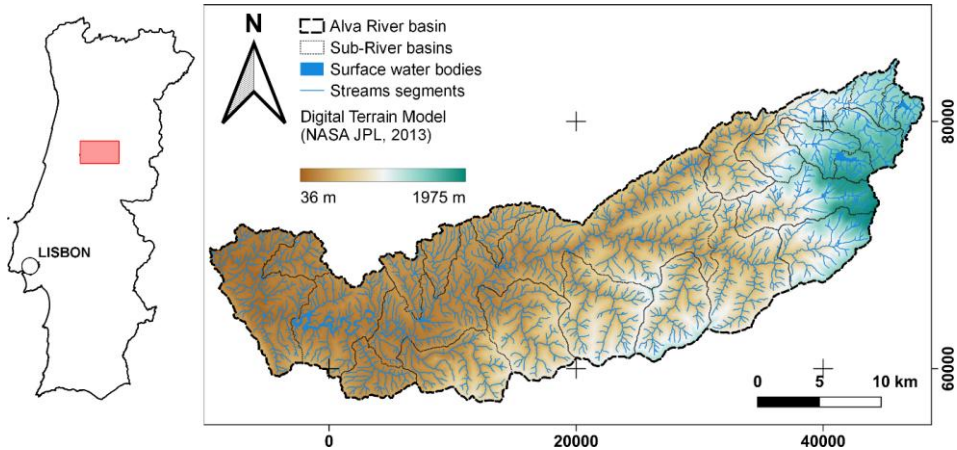 N
Alva River basin
Sub-River basins
Surface water bodies
Streams segments
Digital Terrain Model
(NASA JPL, 2013)
36 m 1975 m
LISBON
80000
60000
0 5 10 km
0 20000 40000